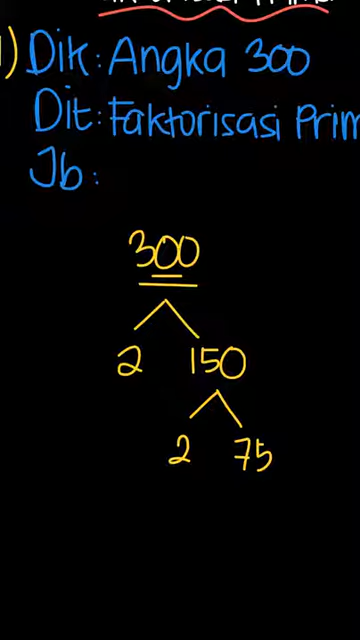 1) Dik: Angka 300
Dit: Faktorisasi Prim
Jb:
300
2 150
2 75